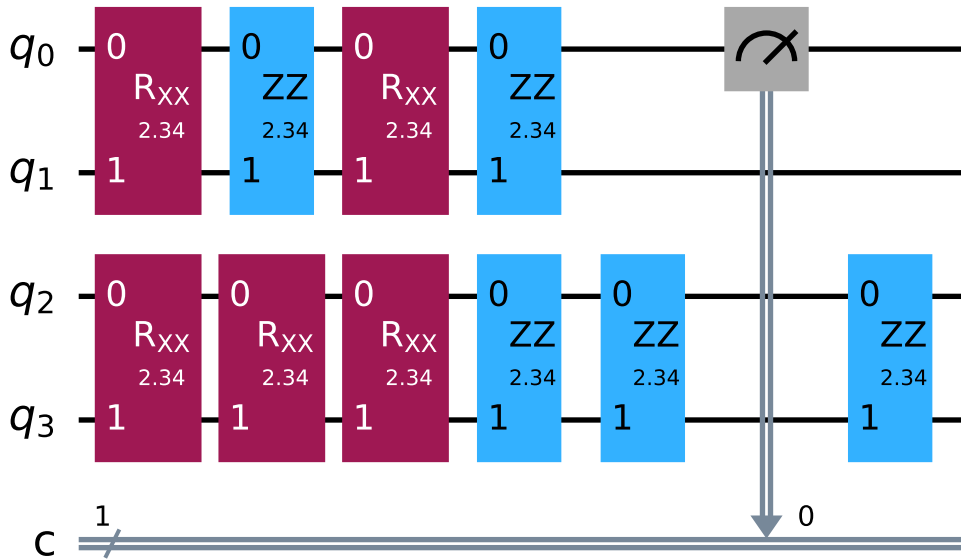 q0 0 0 0 0
RXX ZZ RXX ZZ
2.34 2.34 2.34 2.34
q1 1 1 1 1
q2 0 0 0 0 0 0
RXX RXX RXX ZZ ZZ ZZ
2.34 2.34 2.34 2.34 2.34 2.34
q3 1 1 1 1 1 1
1 0
c